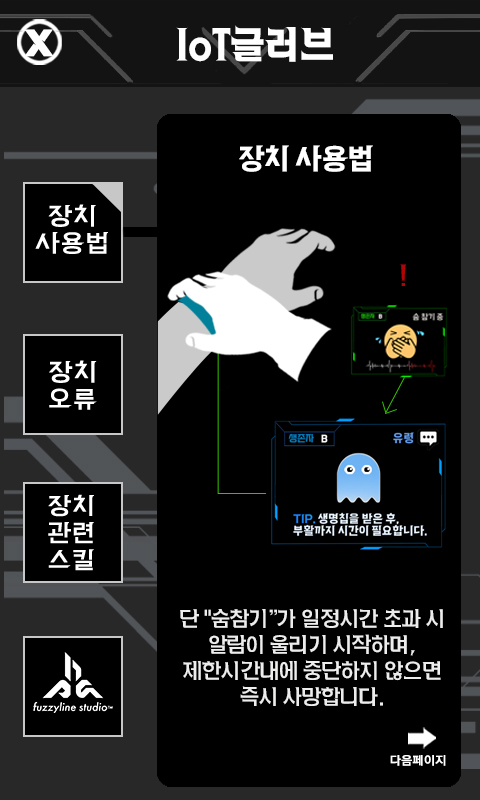 X
IoT글러브
장치 사용법
장치
사용법
장치
오류
장치
관련
스킬
fuzzyline studio™
!
생존자 B
숨 참기 중
생존자 B
유령
TIP. 생명칩을 받은 후,
부활까지 시간이 필요합니다.
단 "숨참기”가 일정시간 초과 시
알람이 울리기 시작하며,
제한시간내에 중단하지 않으면
즉시 사망합니다.
다음페이지